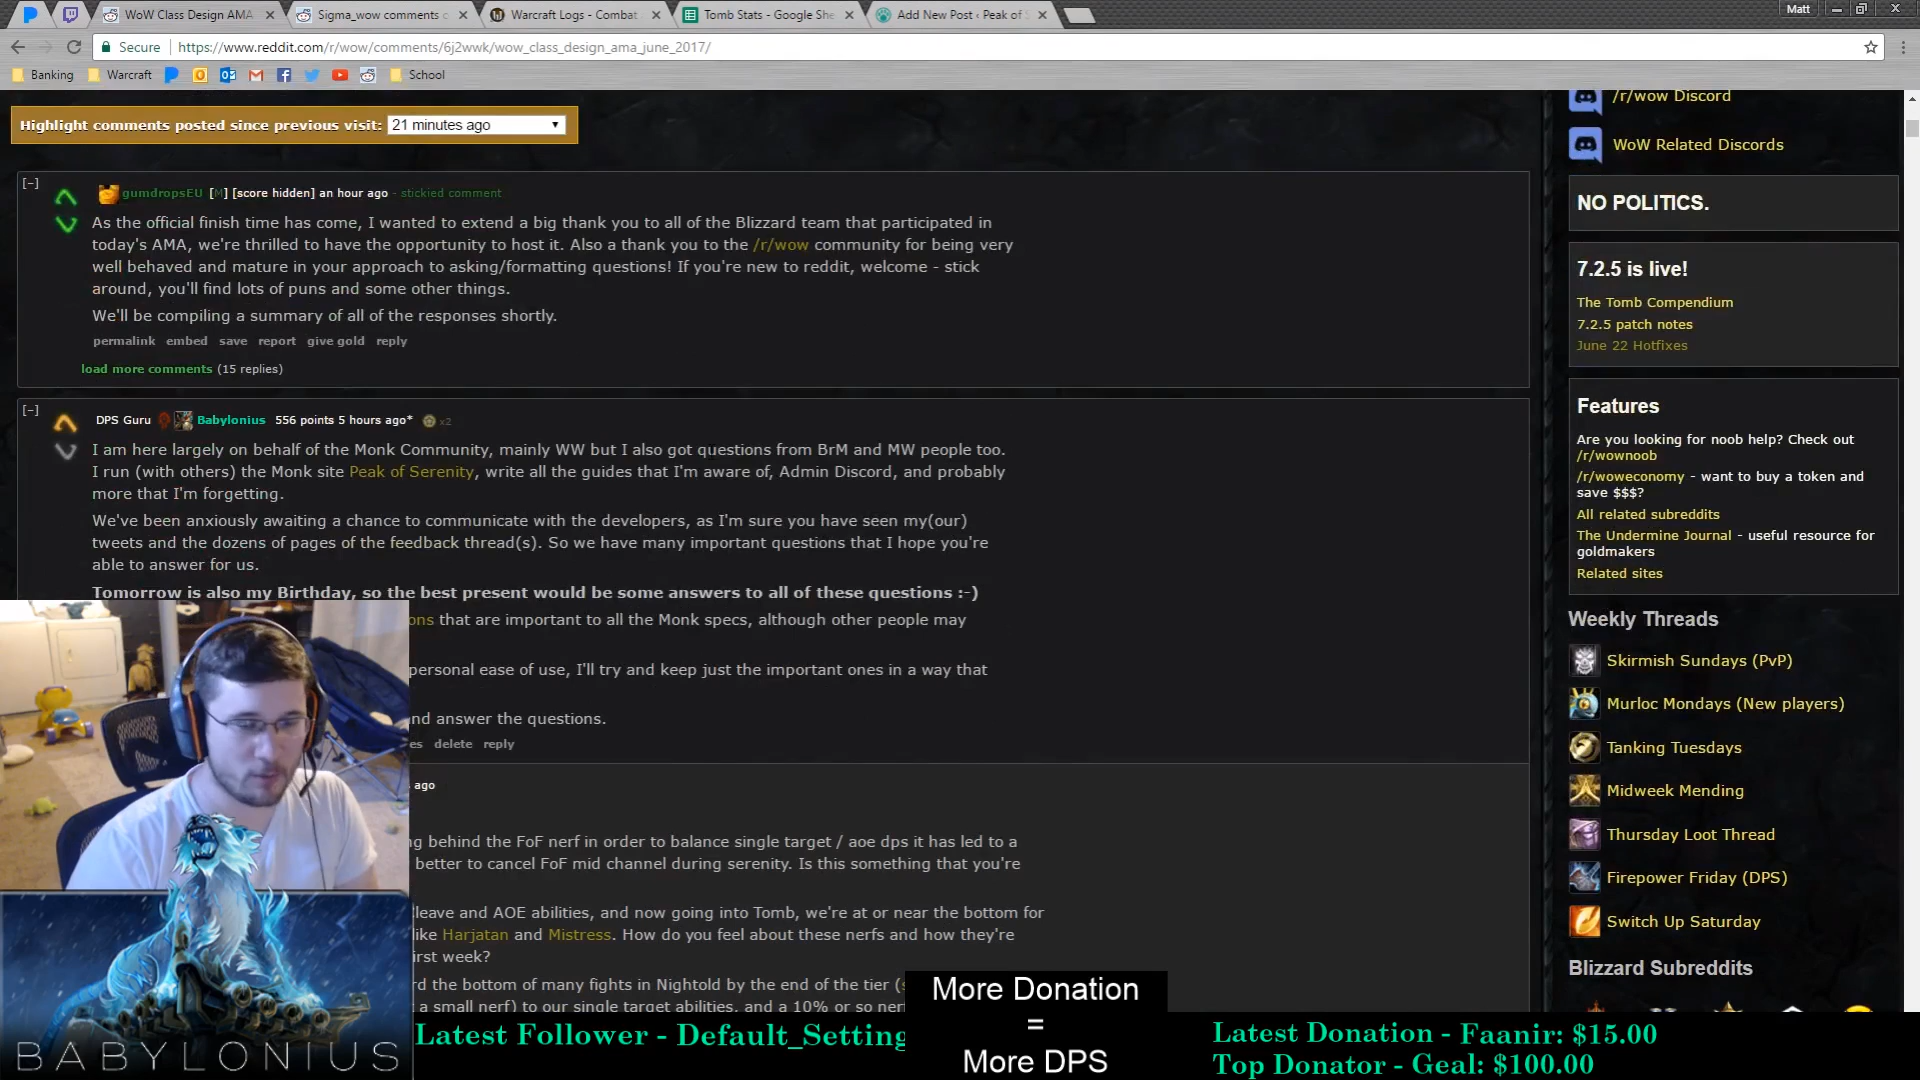 WoW Class Design AMA
Sigma_wow comments o
Warcraft Logs - Combat
Tomb Stats - Google She
Add New Post ‹ Peak of S
Matt
Secure
https://www.reddit.com/r/wow/comments/6j2wwk/wow_class_design_ama_june_2017/
Banking
Warcraft
School
Highlight comments posted since previous visit: 21 minutes ago
[-]
gumdropsEU [M] [score hidden] an hour ago - stickied comment
As the official finish time has come, I wanted to extend a big thank you to all of the Blizzard team that participated in
today's AMA, we're thrilled to have the opportunity to host it. Also a thank you to the /r/wow community for being very
well behaved and mature in your approach to asking/formatting questions! If you're new to reddit, welcome - stick
around, you'll find lots of puns and some other things.
We'll be compiling a summary of all of the responses shortly.
permalink embed save report give gold reply
load more comments (15 replies)
[-]
DPS Guru Babylonius 556 points 5 hours ago* x2
I am here largely on behalf of the Monk Community, mainly WW but I also got questions from BrM and MW people too.
I run (with others) the Monk site Peak of Serenity, write all the guides that I'm aware of, Admin Discord, and probably
more that I'm forgetting.
We've been anxiously awaiting a chance to communicate with the developers, as I'm sure you have seen my(our)
tweets and the dozens of pages of the feedback thread(s). So we have many important questions that I hope you're
able to answer for us.
Tomorrow is also my Birthday, so the best present would be some answers to all of these questions :-)
ons that are important to all the Monk specs, although other people may
personal ease of use, I'll try and keep just the important ones in a way that
nd answer the questions.
es delete reply
ago
g behind the FoF nerf in order to balance single target / aoe dps it has led to a
better to cancel FoF mid channel during serenity. Is this something that you're
leave and AOE abilities, and now going into Tomb, we're at or near the bottom for
like Harjatan and Mistress. How do you feel about these nerfs and how they're
irst week?
rd the bottom of many fights in Nighthold by the end of the tier (s
t a small nerf) to our single target abilities, and a 10% or so ner
/r/wow Discord
WoW Related Discords
NO POLITICS.
7.2.5 is live!
The Tomb Compendium
7.2.5 patch notes
June 22 Hotfixes
Features
Are you looking for noob help? Check out
/r/wownoob
/r/woweconomy - want to buy a token and
save $$$?
All related subreddits
The Undermine Journal - useful resource for
goldmakers
Related sites
Weekly Threads
Skirmish Sundays (PvP)
Murloc Mondays (New players)
Tanking Tuesdays
Midweek Mending
Thursday Loot Thread
Firepower Friday (DPS)
Switch Up Saturday
Blizzard Subreddits
BABYLONIUS
Latest Follower - Default_Setting
More Donation
=
More DPS
Latest Donation - Faanir: $15.00
Top Donator - Geal: $100.00